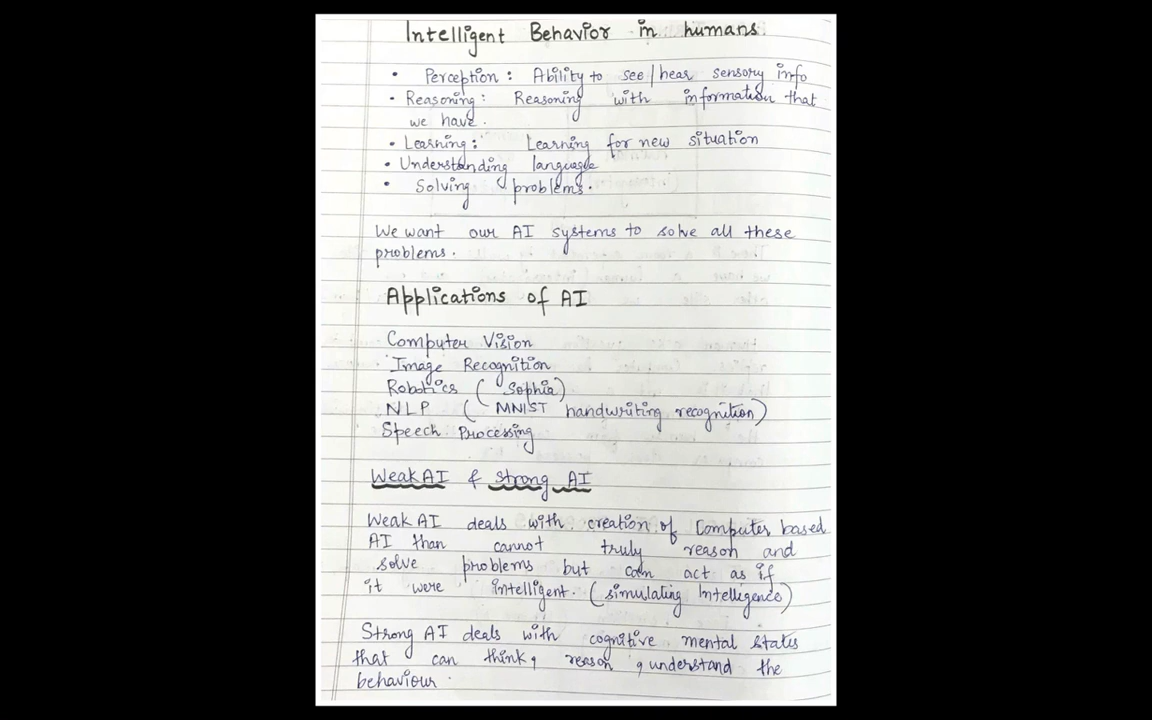 Intelligent Behavior in humans
• Perception : Ability to see/hear sensory info
• Reasoning : Reasoning with information that
we have.
• Learning : Learning for new situation
• Understanding language
• Solving problems.
We want our AI systems to solve all these
problems.
Applications of AI
Computer Vision
Image Recognition
Robotics ( Sophia)
NLP ( MNIST handwriting recognition)
Speech Processing
Weak AI & Strong AI
Weak AI deals with creation of Computer based
AI than cannot truly reason and
solve problems but can act as if
it were intelligent. (simulating Intelligence)
Strong AI deals with cognitive mental states
that can think, reason , understand the
behaviour.